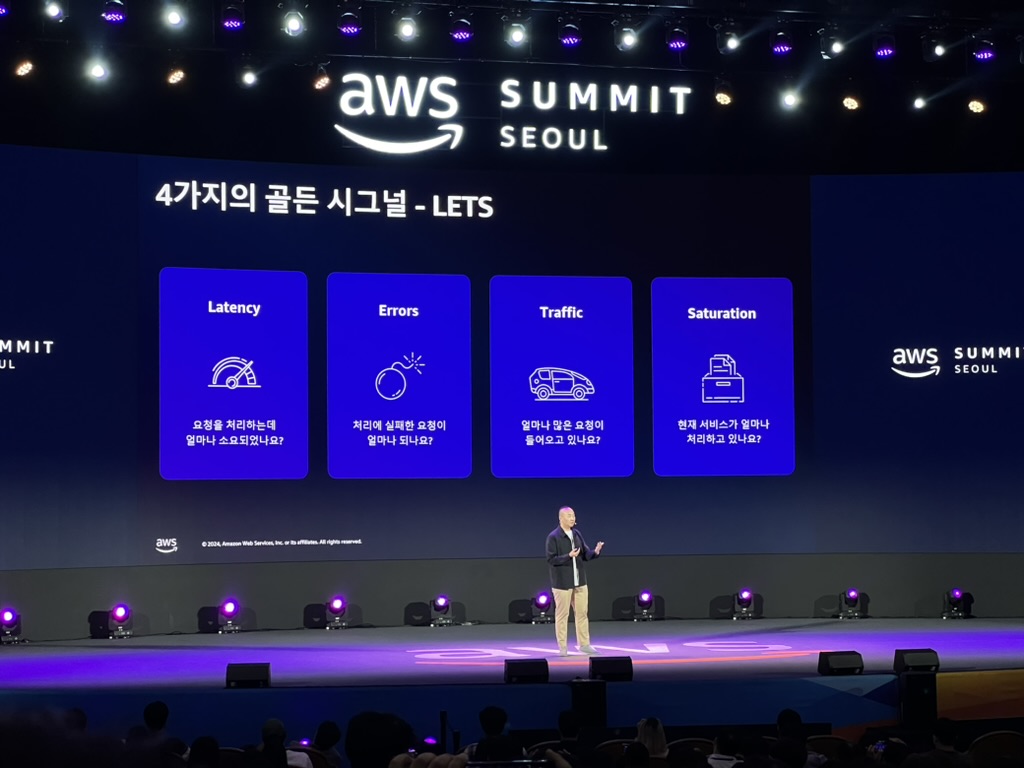 aws SUMMIT
SEOUL
4가지의 골든 시그널 - LETS
Latency
요청을 처리하는데
얼마나 소요되었나요?
Errors
처리에 실패한 요청이
얼마나 되나요?
Traffic
얼마나 많은 요청이
들어오고 있나요?
Saturation
현재 서비스가 얼마나
처리하고 있나요?
MMIT
UL
aws SUMMI
SEOUL
aws © 2024, Amazon Web Services, Inc. or its affiliates. All rights reserved.
aws